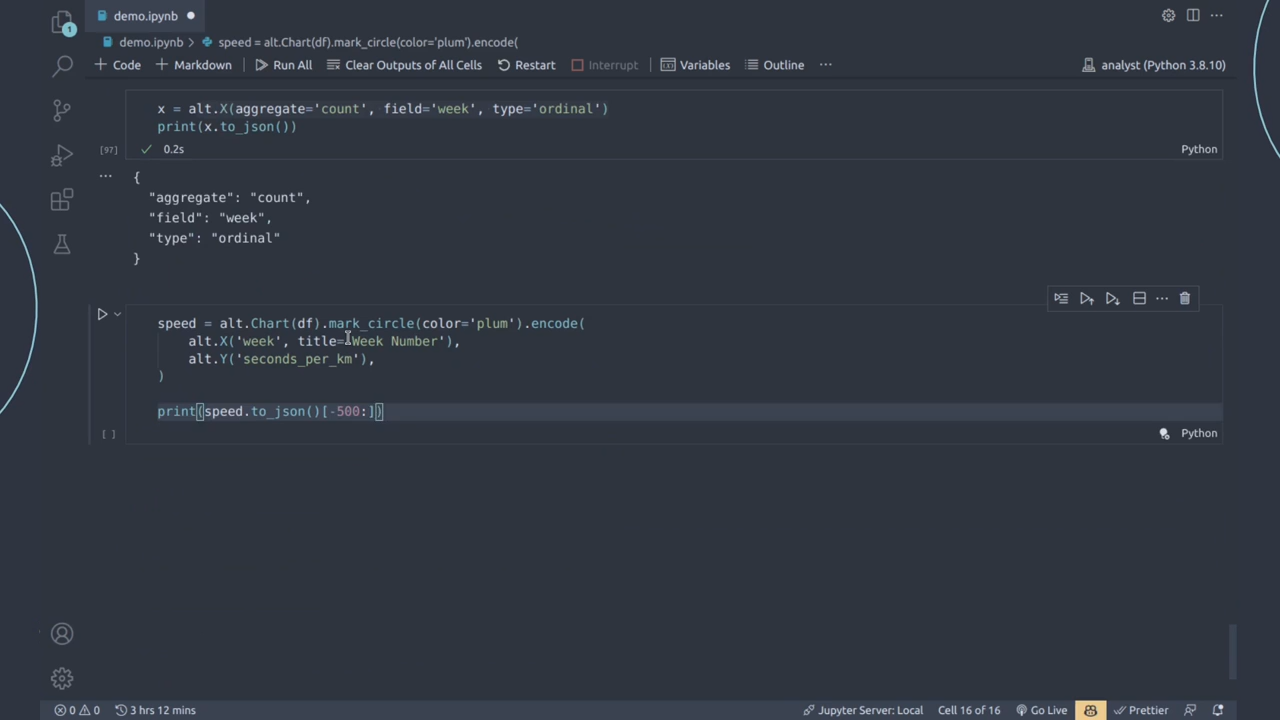 demo.ipynb
demo.ipynb > speed = alt.Chart(df).mark_circle(color='plum').encode(
+ Code + Markdown Run All Clear Outputs of All Cells Restart Interrupt Variables Outline ... analyst (Python 3.8.10)
1
x = alt.X(aggregate='count', field='week', type='ordinal')
print(x.to_json())
[97] ✓ 0.2s Python
... {
"aggregate": "count",
"field": "week",
"type": "ordinal"
}
speed = alt.Chart(df).mark_circle(color='plum').encode(
alt.X('week', title='Week Number'),
alt.Y('seconds_per_km'),
)
print(speed.to_json()[-500:])
[ ] Python
0 0 3 hrs 12 mins Jupyter Server: Local Cell 16 of 16 Go Live Prettier